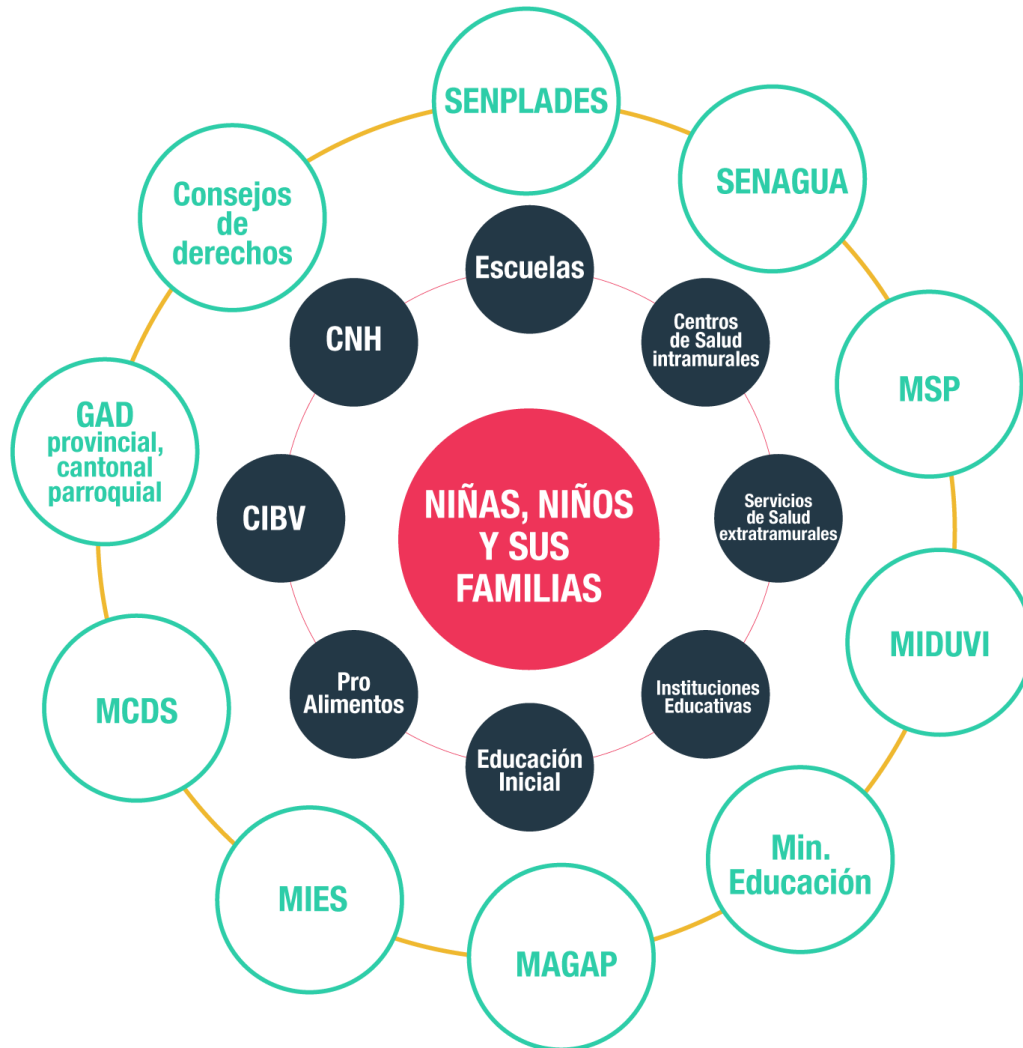 SENPLADES
SENAGUA
MSP
MIDUVI
Min.
Educación
MAGAP
MIES
MCDS
GAD
provincial,
cantonal
parroquial
Consejos
de
derechos
Escuelas
Centros
de Salud
intramurales
Servicios
de Salud
extratramurales
Instituciones
Educativas
Educación
Inicial
Pro
Alimentos
CIBV
CNH
NIÑAS, NIÑOS
Y SUS
FAMILIAS